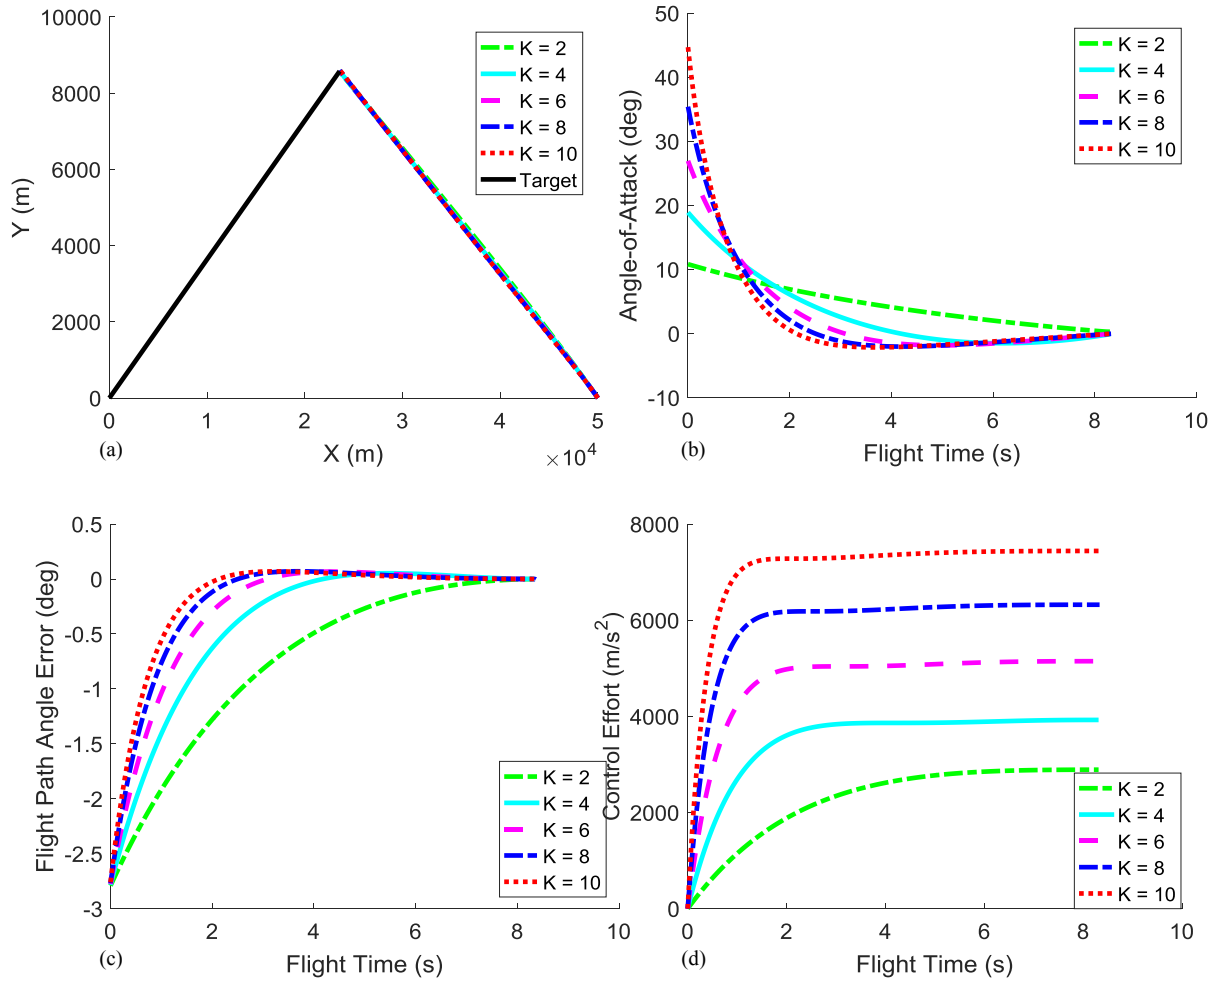 10000
8000
6000
4000
2000
0
Y (m)
0
1
2
3
4
5
X (m)
×10⁴
(a)
K = 2
K = 4
K = 6
K = 8
K = 10
Target
50
40
30
20
10
0
-10
Angle-of-Attack (deg)
0
2
4
6
8
10
Flight Time (s)
(b)
K = 2
K = 4
K = 6
K = 8
K = 10
0.5
0
-0.5
-1
-1.5
-2
-2.5
-3
Flight Path Angle Error (deg)
0
2
4
6
8
10
Flight Time (s)
(c)
K = 2
K = 4
K = 6
K = 8
K = 10
8000
6000
4000
2000
0
Control Effort (m/s²)
0
2
4
6
8
10
Flight Time (s)
(d)
K = 2
K = 4
K = 6
K = 8
K = 10